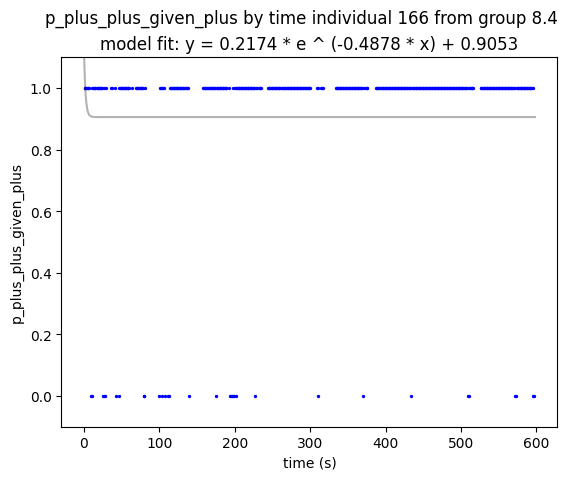 p_plus_plus_given_plus by time individual 166 from group 8.4
model fit: y = 0.2174 * e ^ (-0.4878 * x) + 0.9053
1.0
0.8
0.6
0.4
0.2
0.0
p_plus_plus_given_plus
0 100 200 300 400 500 600
time (s)